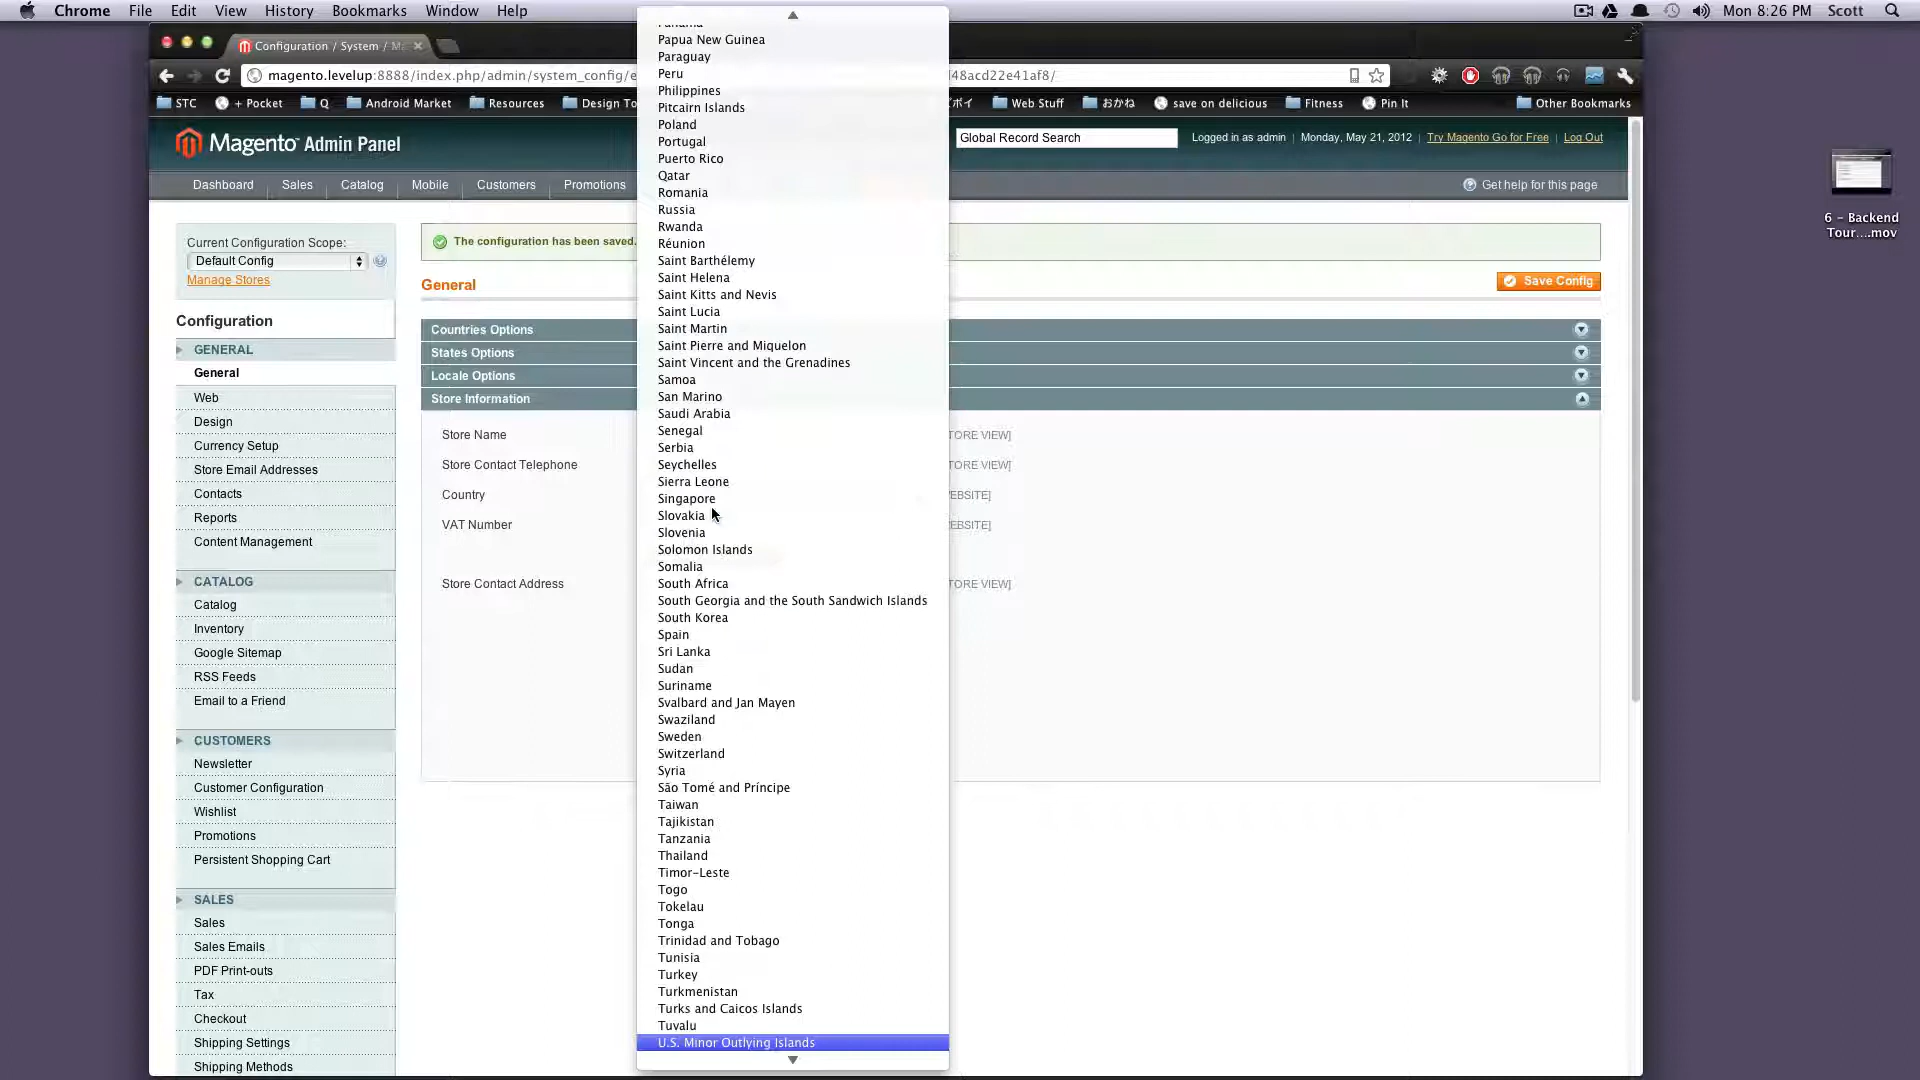 Chrome File Edit View History Bookmarks Window Help Mon 8:26 PM Scott
Configuration / System / Ma
magento.levelup:8888/index.php/admin/system_config/e 48acd22e41af8/
STC + Pocket Q Android Market Resources Design To ボイ Web Stuff おかね save on delicious Fitness Pin It Other Bookmarks
Magento Admin Panel
Global Record Search
Logged in as admin | Monday, May 21, 2012 | Try Magento Go for Free | Log Out
Dashboard Sales Catalog Mobile Customers Promotions
Get help for this page
6 - Backend
Tour....mov
Current Configuration Scope:
Default Config
Manage Stores
Configuration
GENERAL
General
Web
Design
Currency Setup
Store Email Addresses
Contacts
Reports
Content Management
CATALOG
Catalog
Inventory
Google Sitemap
RSS Feeds
Email to a Friend
CUSTOMERS
Newsletter
Customer Configuration
Wishlist
Promotions
Persistent Shopping Cart
SALES
Sales
Sales Emails
PDF Print-outs
Tax
Checkout
Shipping Settings
Shipping Methods
The configuration has been saved.
General
Save Config
Countries Options
States Options
Locale Options
Store Information
Store Name TORE VIEW]
Store Contact Telephone TORE VIEW]
Country EBSITE]
VAT Number EBSITE]
Store Contact Address TORE VIEW]
Panama
Papua New Guinea
Paraguay
Peru
Philippines
Pitcairn Islands
Poland
Portugal
Puerto Rico
Qatar
Romania
Russia
Rwanda
Réunion
Saint Barthélemy
Saint Helena
Saint Kitts and Nevis
Saint Lucia
Saint Martin
Saint Pierre and Miquelon
Saint Vincent and the Grenadines
Samoa
San Marino
Saudi Arabia
Senegal
Serbia
Seychelles
Sierra Leone
Singapore
Slovakia
Slovenia
Solomon Islands
Somalia
South Africa
South Georgia and the South Sandwich Islands
South Korea
Spain
Sri Lanka
Sudan
Suriname
Svalbard and Jan Mayen
Swaziland
Sweden
Switzerland
Syria
São Tomé and Príncipe
Taiwan
Tajikistan
Tanzania
Thailand
Timor-Leste
Togo
Tokelau
Tonga
Trinidad and Tobago
Tunisia
Turkey
Turkmenistan
Turks and Caicos Islands
Tuvalu
U.S. Minor Outlying Islands